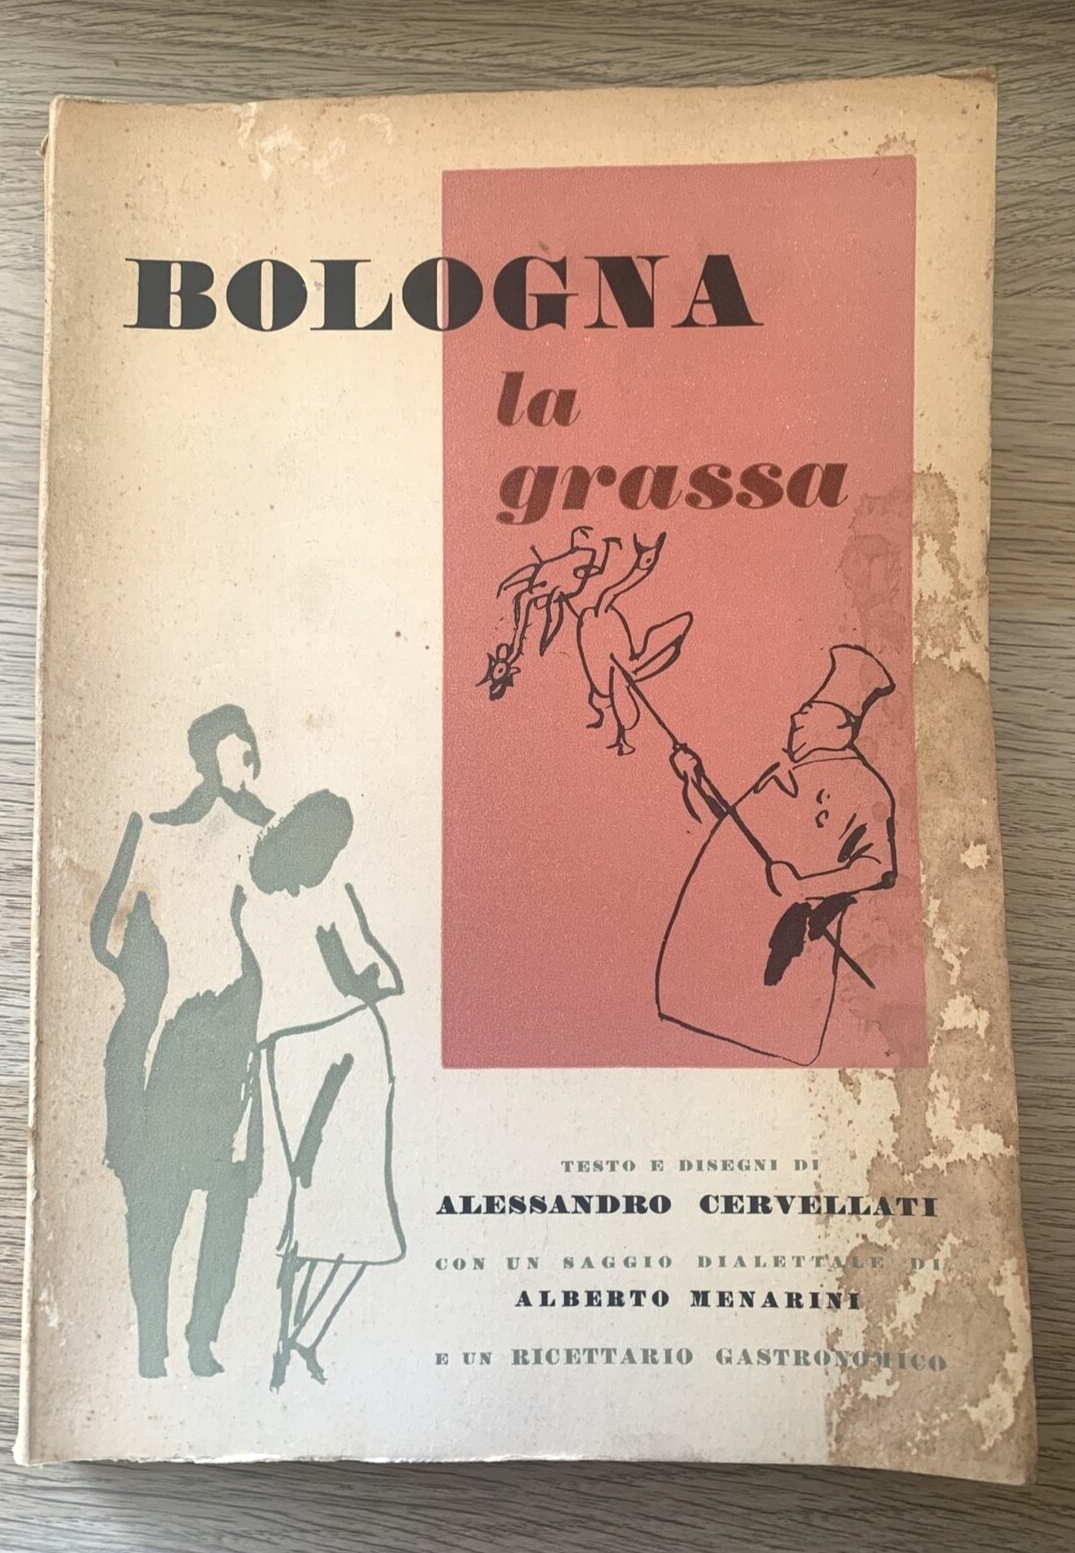 BOLOGNA
la
grassa
TESTO E DISEGNI DI
ALESSANDRO CERVELLATI
CON UN SAGGIO DIALETTALE DI
ALBERTO MENARINI
E UN RICETTARIO GASTRONOMICO